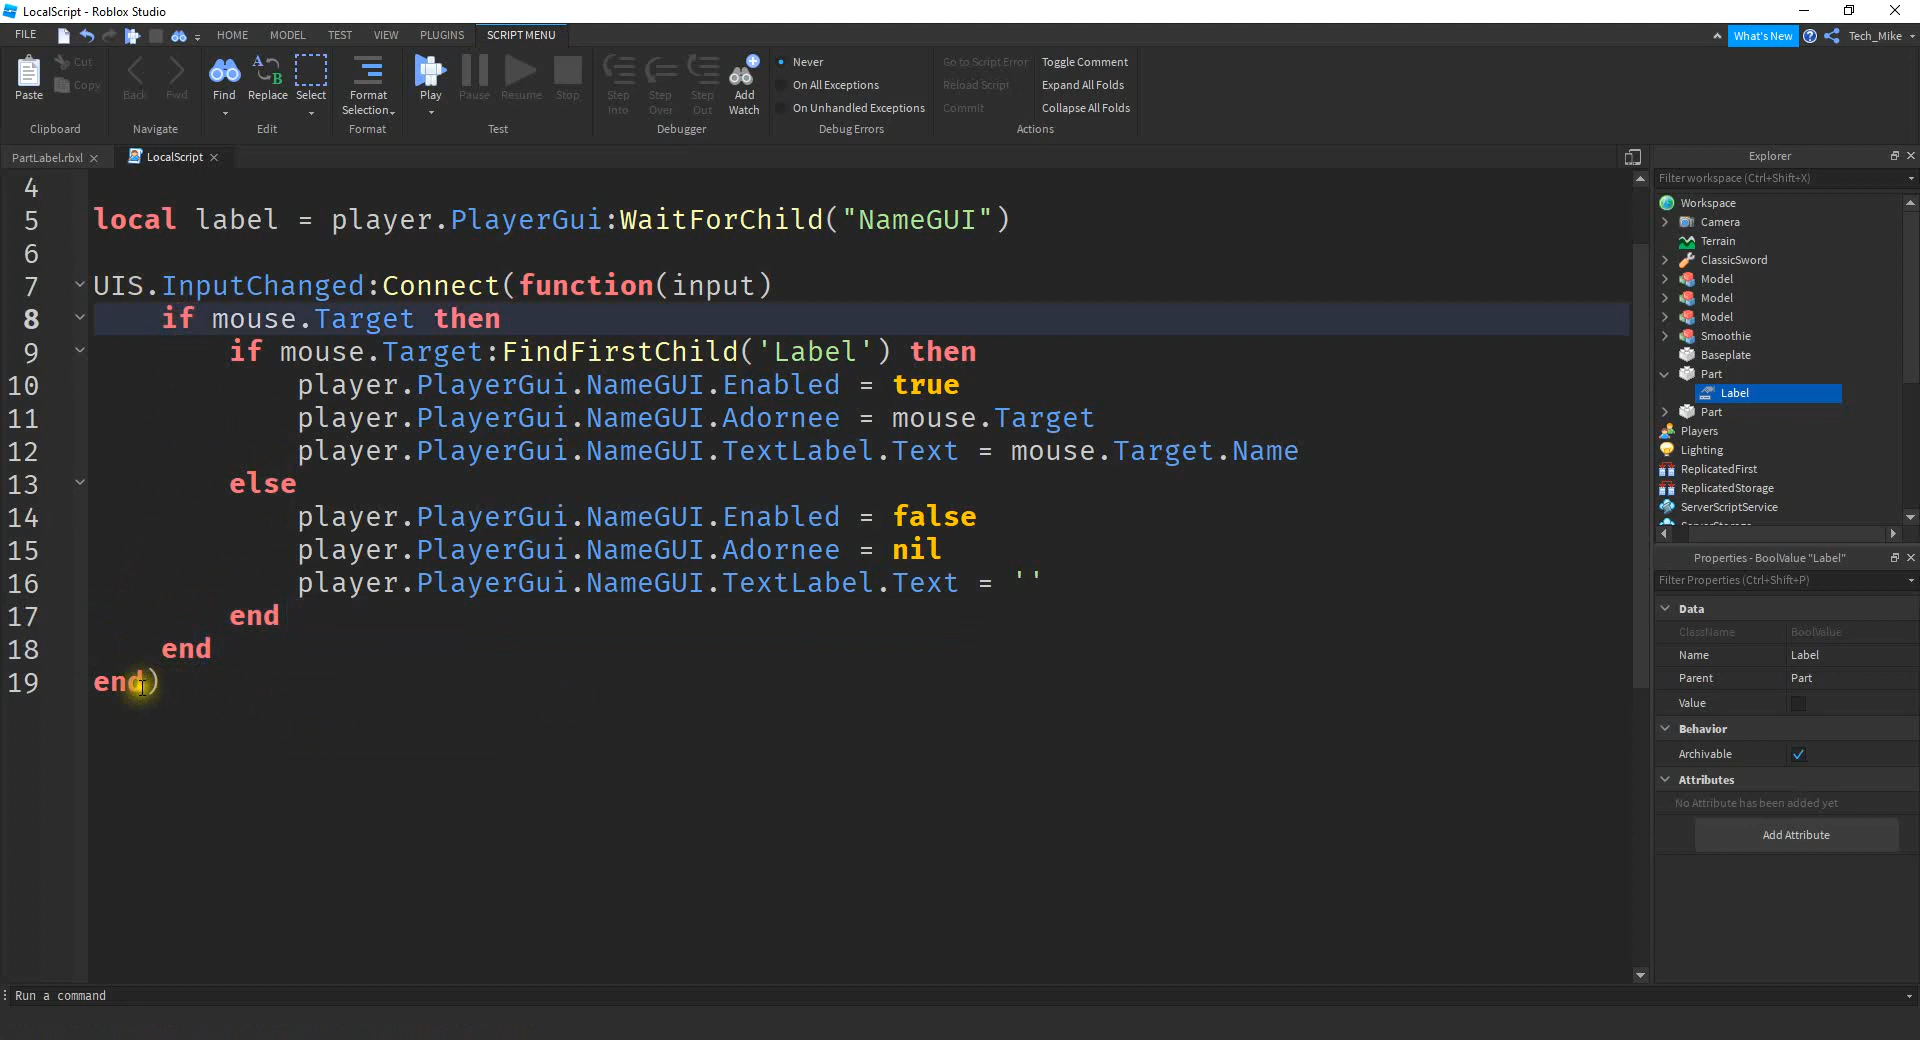 LocalScript - Roblox Studio
FILE HOME MODEL TEST VIEW PLUGINS SCRIPT MENU What's New Tech_Mike
Paste Cut Copy
Clipboard
Back Fwd
Navigate
Find Replace Select
Edit
Format Selection
Format
Play Pause Resume Stop
Test
Step Into Step Over Step Out Add Watch
Debugger
Never
On All Exceptions
On Unhandled Exceptions
Debug Errors
Go to Script Error Toggle Comment
Reload Script Expand All Folds
Commit Collapse All Folds
Actions
PartLabel.rbxl LocalScript
4
5 local label = player.PlayerGui:WaitForChild("NameGUI")
6
7 UIS.InputChanged:Connect(function(input)
8 if mouse.Target then
9 if mouse.Target:FindFirstChild('Label') then
10 player.PlayerGui.NameGUI.Enabled = true
11 player.PlayerGui.NameGUI.Adornee = mouse.Target
12 player.PlayerGui.NameGUI.TextLabel.Text = mouse.Target.Name
13 else
14 player.PlayerGui.NameGUI.Enabled = false
15 player.PlayerGui.NameGUI.Adornee = nil
16 player.PlayerGui.NameGUI.TextLabel.Text = ''
17 end
18 end
19 end)
Explorer
Filter workspace (Ctrl+Shift+X)
Workspace
Camera
Terrain
ClassicSword
Model
Model
Model
Smoothie
Baseplate
Part
Label
Part
Players
Lighting
ReplicatedFirst
ReplicatedStorage
ServerScriptService
Properties - BoolValue "Label"
Filter Properties (Ctrl+Shift+P)
Data
ClassName BoolValue
Name Label
Parent Part
Value
Behavior
Archivable
Attributes
No Attribute has been added yet
Add Attribute
Run a command